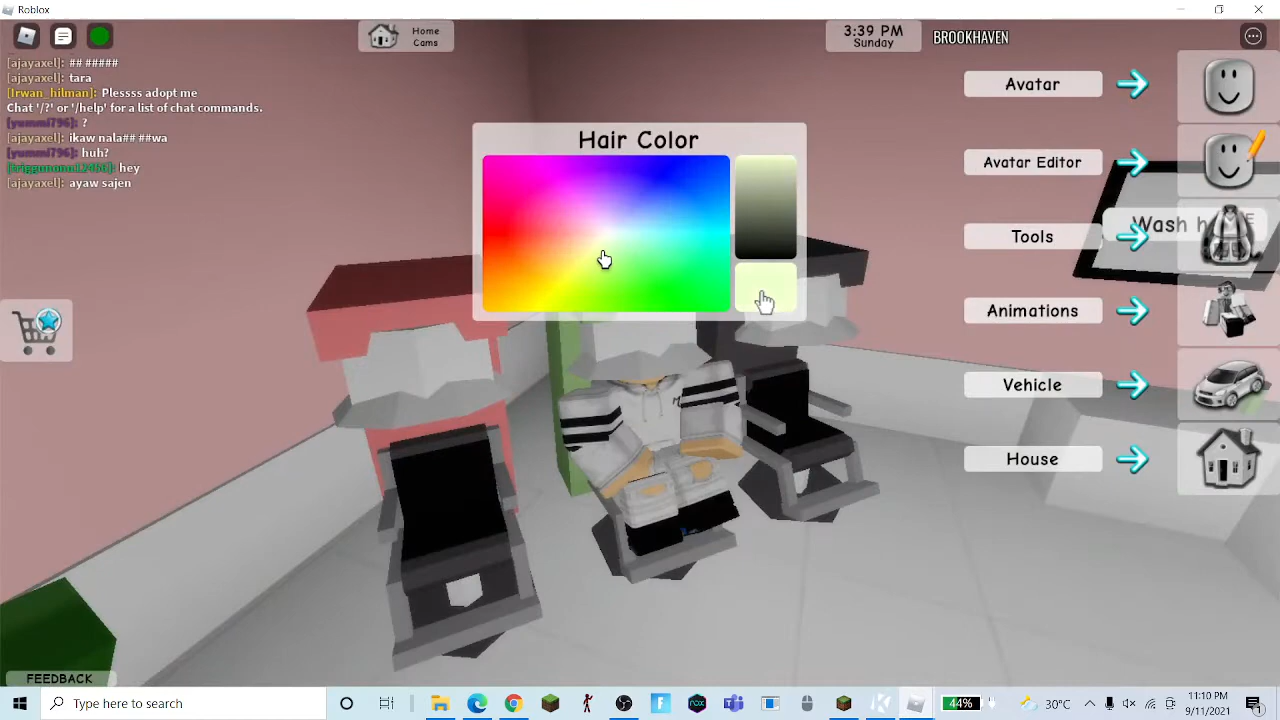 Roblox
Home
Cams
3:39 PM
Sunday
BROOKHAVEN
[ajayaxel]: ## #####
[ajayaxel]: tara
[Irwan_hilman]: Plessss adopt me
Chat '/?' or '/help' for a list of chat commands.
[yummi796]: ?
[ajayaxel]: ikaw nala## ##wa
[yummi796]: huh?
hey
[ajayaxel]: ayaw sajen
Hair Color
Avatar
Avatar Editor
Wash
Tools
Animations
Vehicle
House
FEEDBACK
Type here to search
44%
30°C
11:10 PM
9/11/2021